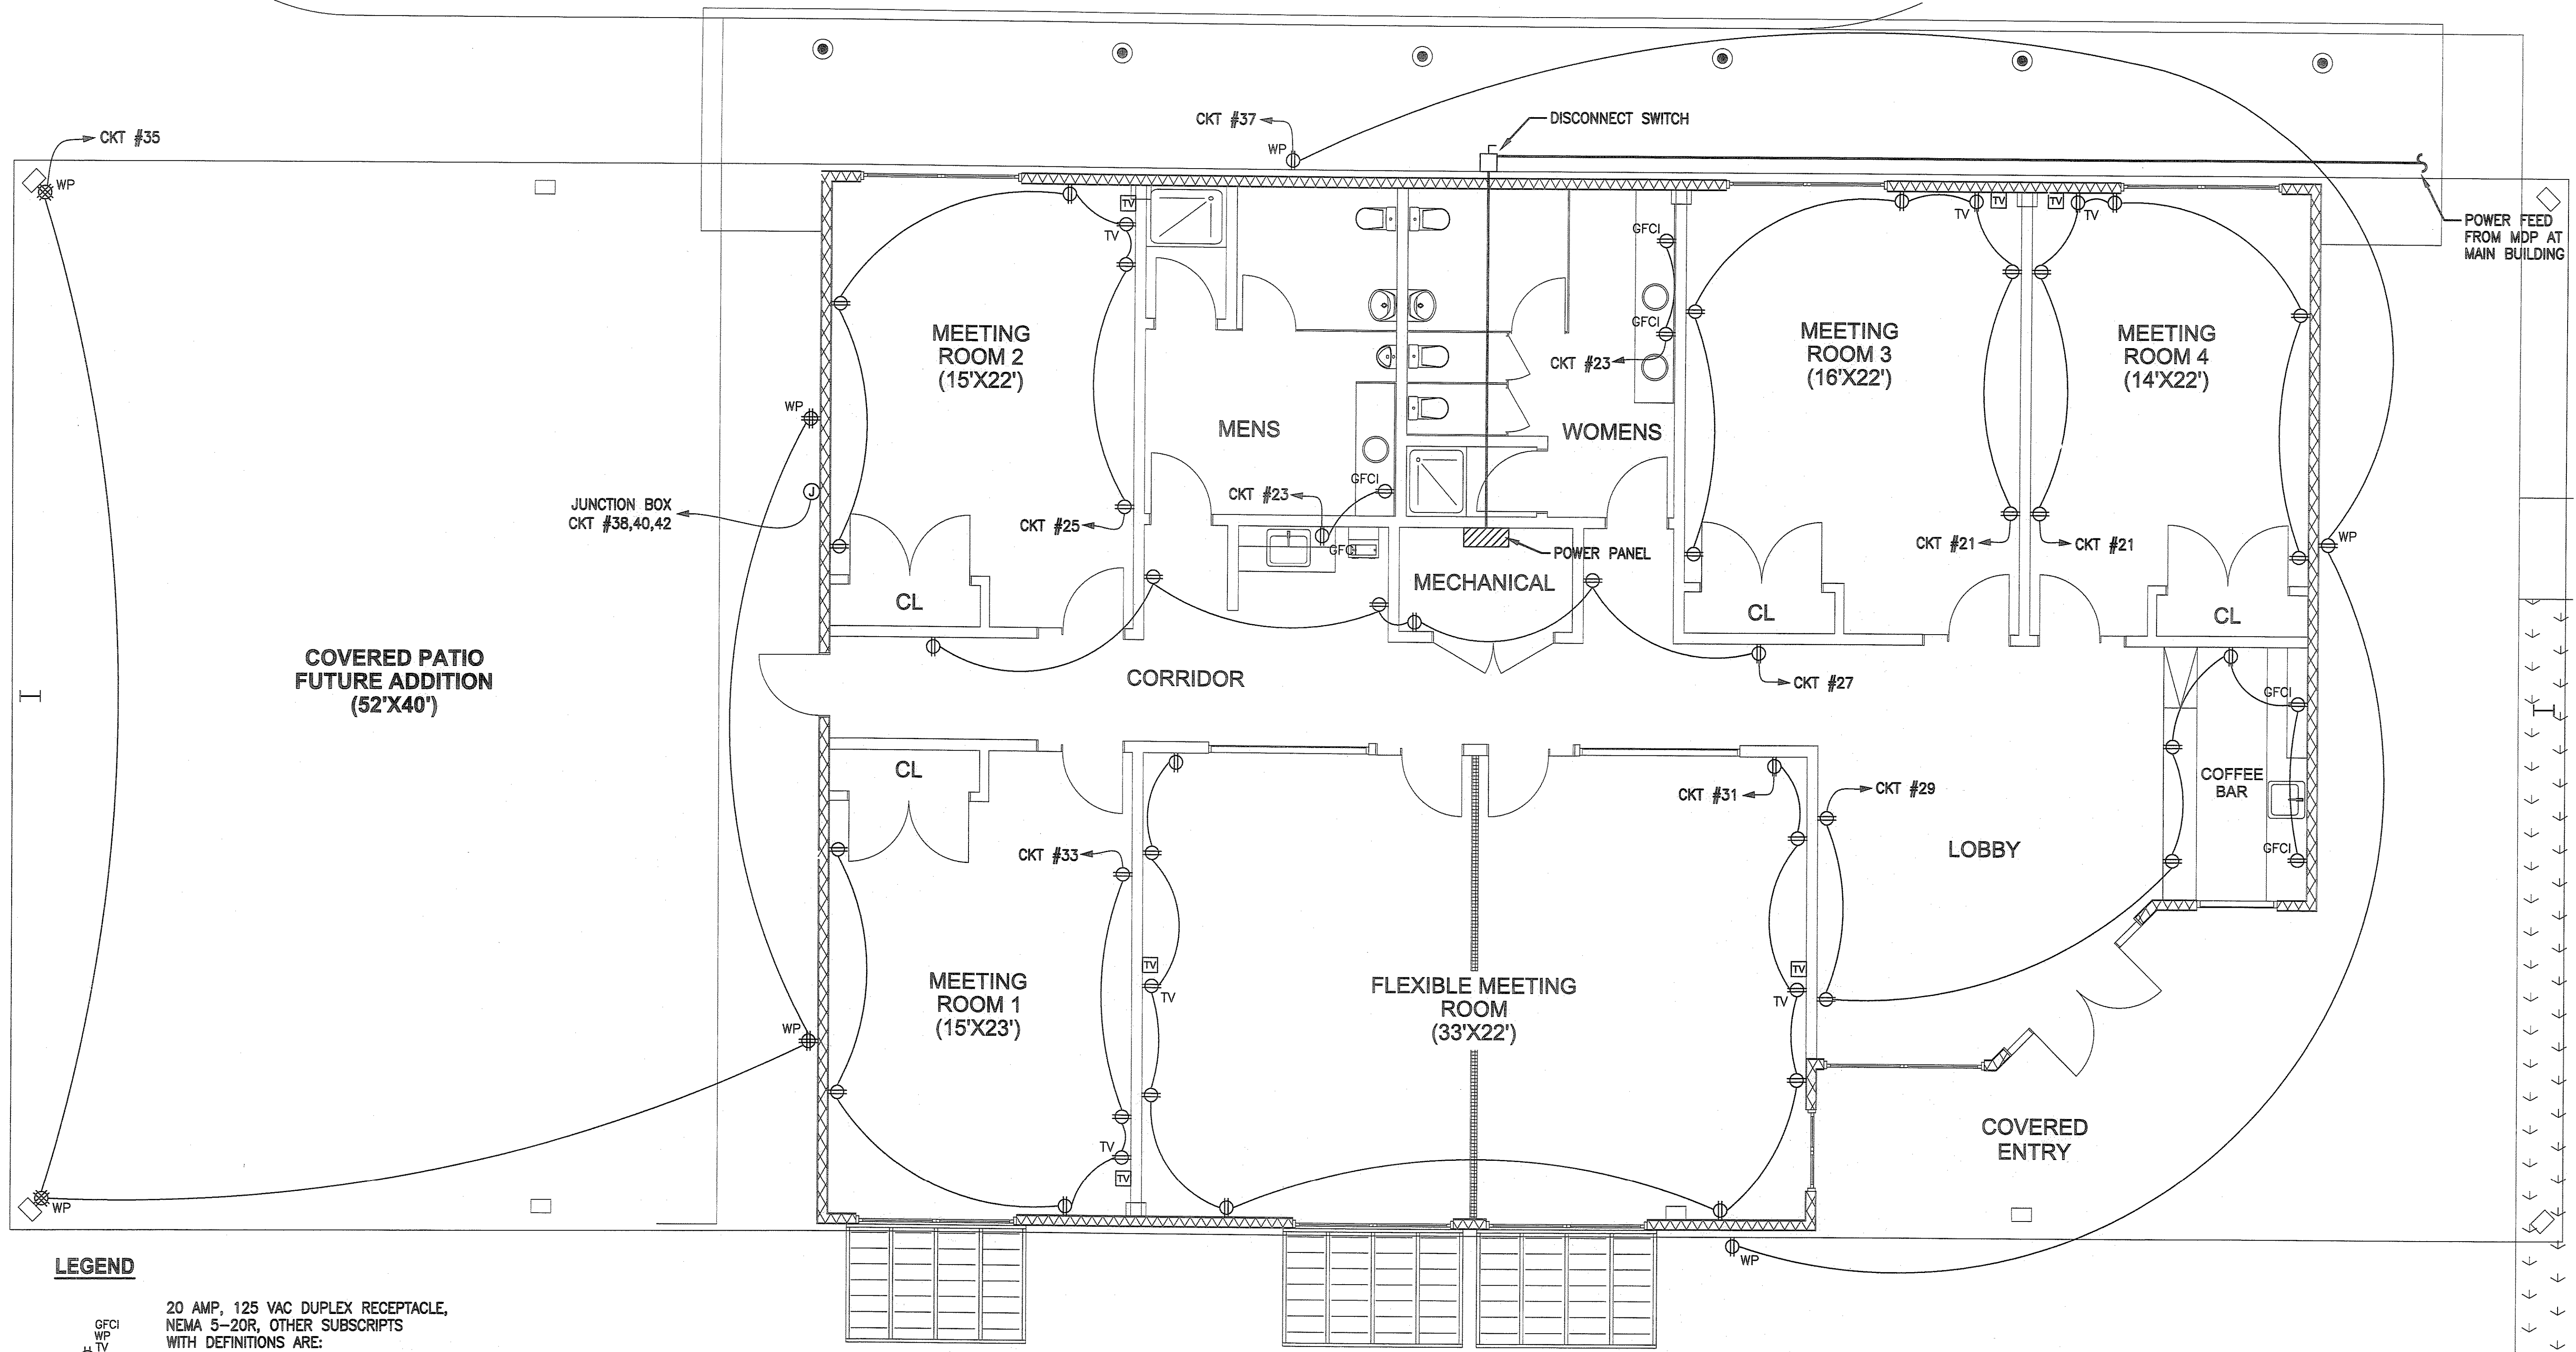 CKT #35
WP
CKT #37
WP
DISCONNECT SWITCH
POWER FEED
FROM MDP AT
MAIN BUILDING
TV
TV
TV
TV
TV
TV
GFCI
GFCI
CKT #23
MEETING
ROOM 2
(15'X22')
MENS
WOMENS
MEETING
ROOM 3
(16'X22')
MEETING
ROOM 4
(14'X22')
WP
J
JUNCTION BOX
CKT #38,40,42
CKT #25
GFCI
CKT #23
GFCI
POWER PANEL
MECHANICAL
CKT #21
CKT #21
WP
CL
CL
CL
COVERED PATIO
FUTURE ADDITION
(52'X40')
CORRIDOR
CKT #27
GFCI
COFFEE
BAR
GFCI
CL
CKT #33
CKT #31
CKT #29
LOBBY
TV
TV
TV
TV
MEETING
ROOM 1
(15'X23')
FLEXIBLE MEETING
ROOM
(33'X22')
WP
TV
TV
COVERED
ENTRY
WP
WP
LEGEND
GFCI
WP
TV
20 AMP, 125 VAC DUPLEX RECEPTACLE,
NEMA 5-20R, OTHER SUBSCRIPTS
WITH DEFINITIONS ARE: